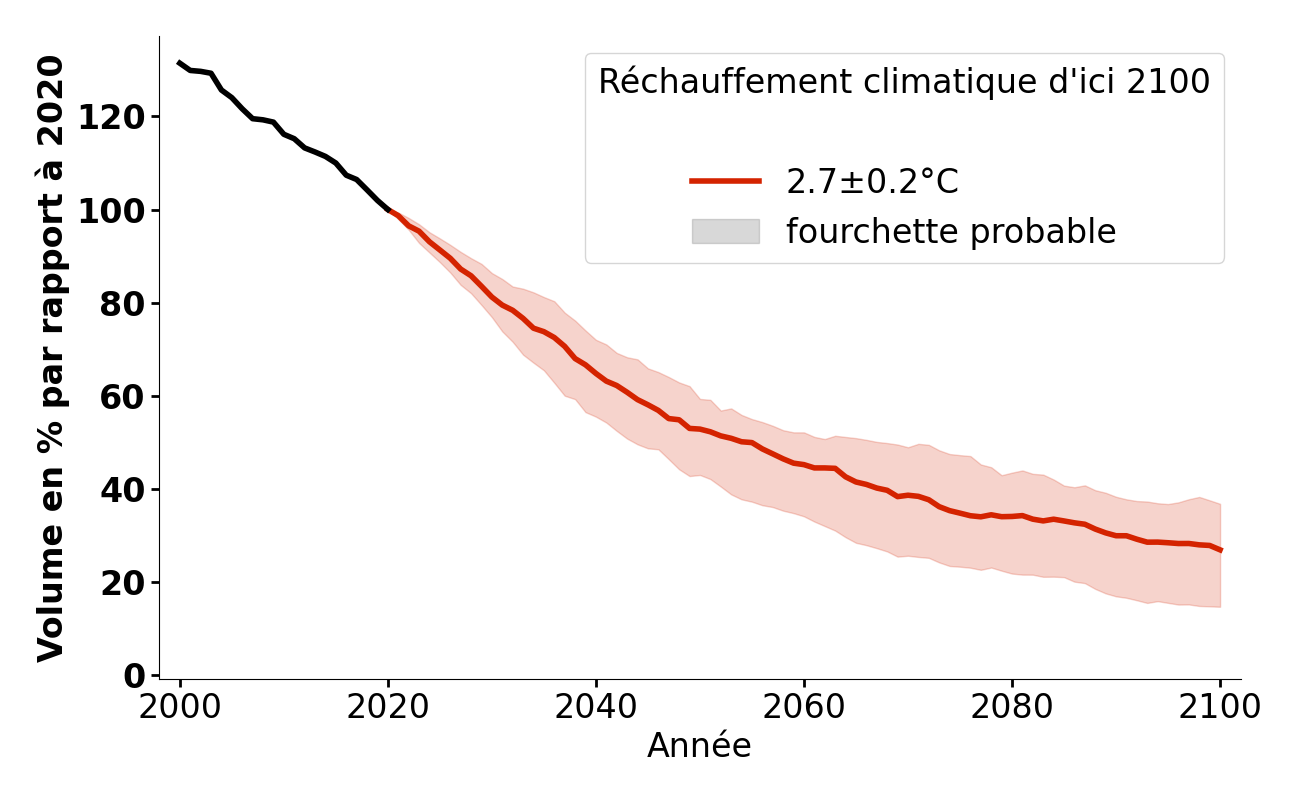 Volume en % par rapport à 2020
120
100
80
60
40
20
0
Réchauffement climatique d'ici 2100
2.7±0.2°C
fourchette probable
2000 2020 2040 2060 2080 2100
Année